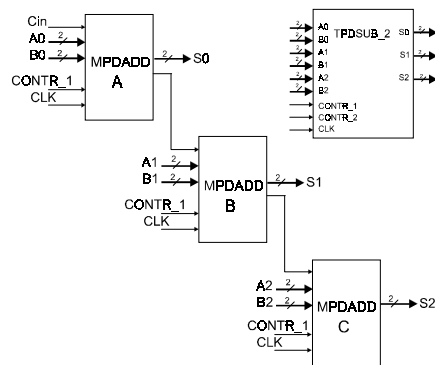 Cin
A0 2
B0 2
CONTR_1
CLK
MPDADD
A
2 S0
A1 2
B1 2
CONTR_1
CLK
MPDADD
B
2 S1
A2 2
B2 2
CONTR_1
CLK
MPDADD
C
2 S2
TPDSUB_2
2 A0
2 B0
2 A1
2 B1
2 A2
2 B2
CONTR_1
CONTR_2
CLK
S0 2
S1 2
S2 2